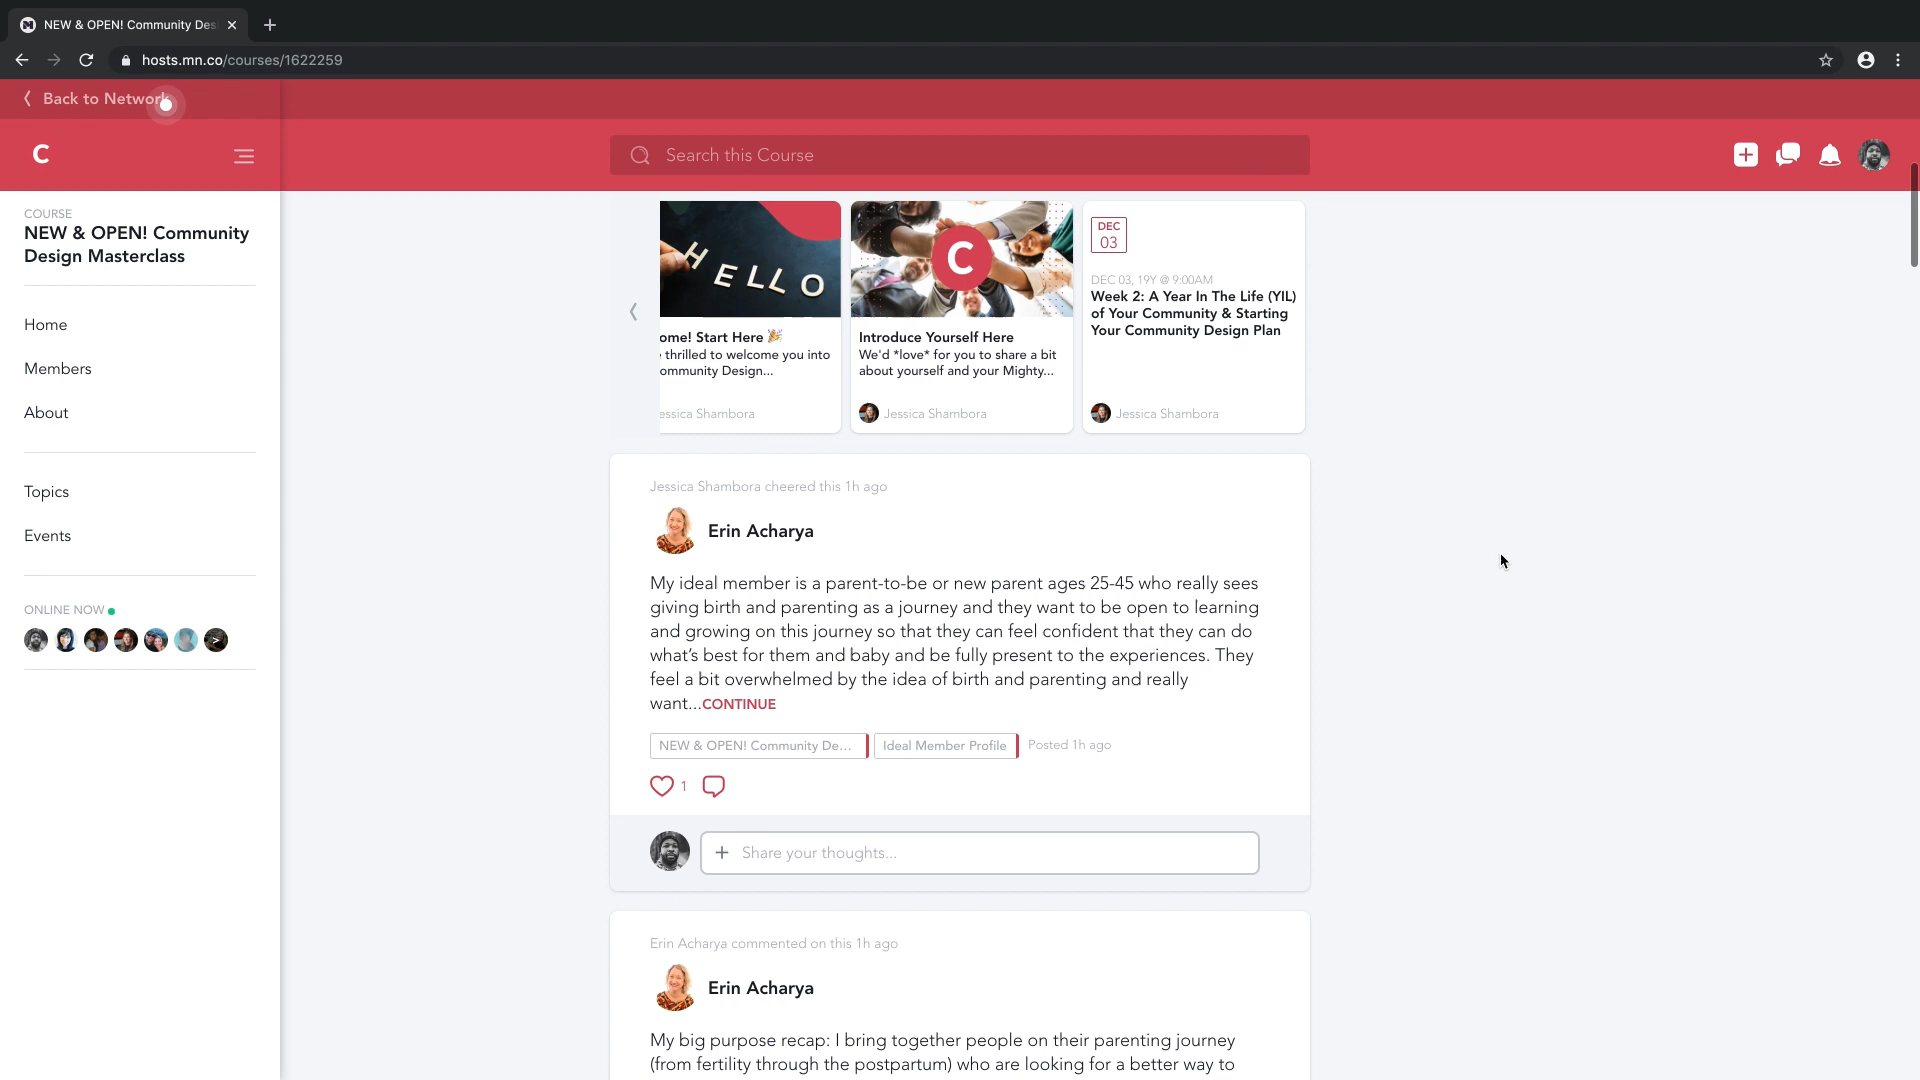 NEW & OPEN! Community Des
hosts.mn.co/courses/1622259
Back to Network
C
Search this Course
COURSE
NEW & OPEN! Community
Design Masterclass
Home
Members
About
Topics
Events
ONLINE NOW
HELLO
ome! Start Here 🎉
thrilled to welcome you into
ommunity Design...
essica Shambora
C
Introduce Yourself Here
We'd *love* for you to share a bit
about yourself and your Mighty...
Jessica Shambora
DEC
03
DEC 03, 19Y @ 9:00AM
Week 2: A Year In The Life (YIL)
of Your Community & Starting
Your Community Design Plan
Jessica Shambora
Jessica Shambora cheered this 1h ago
Erin Acharya
My ideal member is a parent-to-be or new parent ages 25-45 who really sees
giving birth and parenting as a journey and they want to be open to learning
and growing on this journey so that they can feel confident that they can do
what's best for them and baby and be fully present to the experiences. They
feel a bit overwhelmed by the idea of birth and parenting and really
want...CONTINUE
NEW & OPEN! Community De... Ideal Member Profile Posted 1h ago
1
+ Share your thoughts...
Erin Acharya commented on this 1h ago
Erin Acharya
My big purpose recap: I bring together people on their parenting journey
(from fertility through the postpartum) who are looking for a better way to